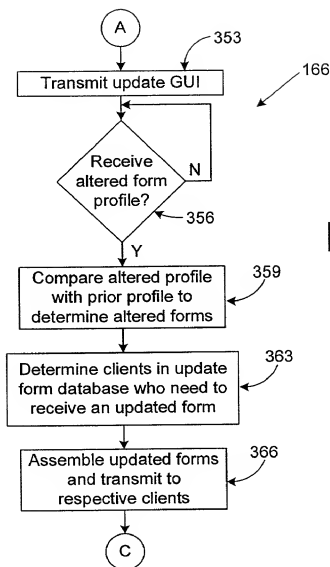 A
353
Transmit update GUI
166
Receive
altered form
profile?
N
356
Y
Compare altered profile
with prior profile to
determine altered forms
359
Determine clients in update
form database who need to
receive an updated form
363
Assemble updated forms
and transmit to
respective clients
366
C